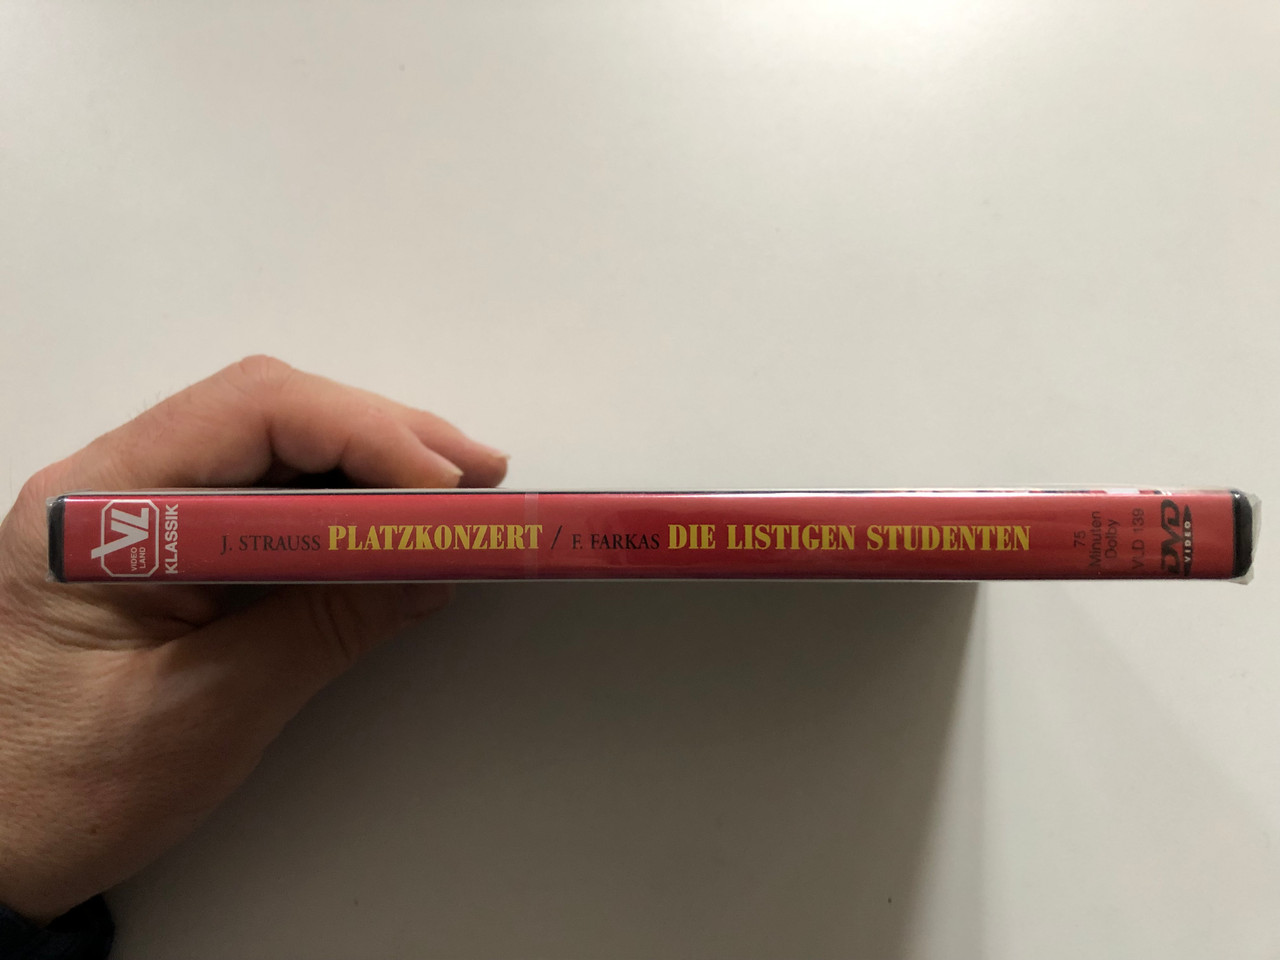 VL
VIDEO
LAND
KLASSIK
J. STRAUSS PLATZKONZERT / F. FARKAS DIE LISTIGEN STUDENTEN
75
Minuten
Dolby
VLD 139
DVD
VIDEO